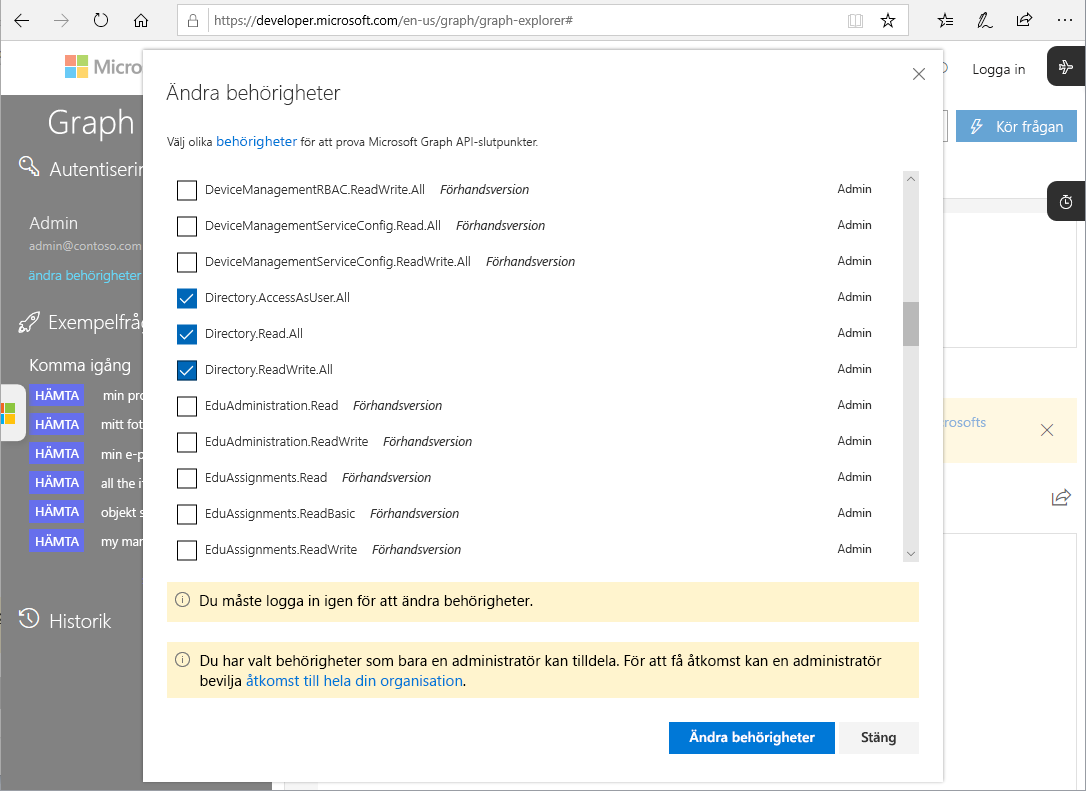 https://developer.microsoft.com/en-us/graph/graph-explorer#
Micro
Logga in
Graph
Kör frågan
Autentiserin
Admin
admin@contoso.com
ändra behörigheter
Exempelfråg
Komma igång
HÄMTA min pro
HÄMTA mitt fot
HÄMTA min e-p
HÄMTA all the i
HÄMTA objekt s
HÄMTA my mar
Historik
Ändra behörigheter
Välj olika behörigheter för att prova Microsoft Graph API-slutpunkter.
DeviceManagementRBAC.ReadWrite.All Förhandsversion Admin
DeviceManagementServiceConfig.Read.All Förhandsversion Admin
DeviceManagementServiceConfig.ReadWrite.All Förhandsversion Admin
Directory.AccessAsUser.All Admin
Directory.Read.All Admin
Directory.ReadWrite.All Admin
EduAdministration.Read Förhandsversion Admin
EduAdministration.ReadWrite Förhandsversion Admin
EduAssignments.Read Förhandsversion Admin
EduAssignments.ReadBasic Förhandsversion Admin
EduAssignments.ReadWrite Förhandsversion Admin
Du måste logga in igen för att ändra behörigheter.
Du har valt behörigheter som bara en administratör kan tilldela. För att få åtkomst kan en administratör
bevilja åtkomst till hela din organisation.
Ändra behörigheter
Stäng
rosofts